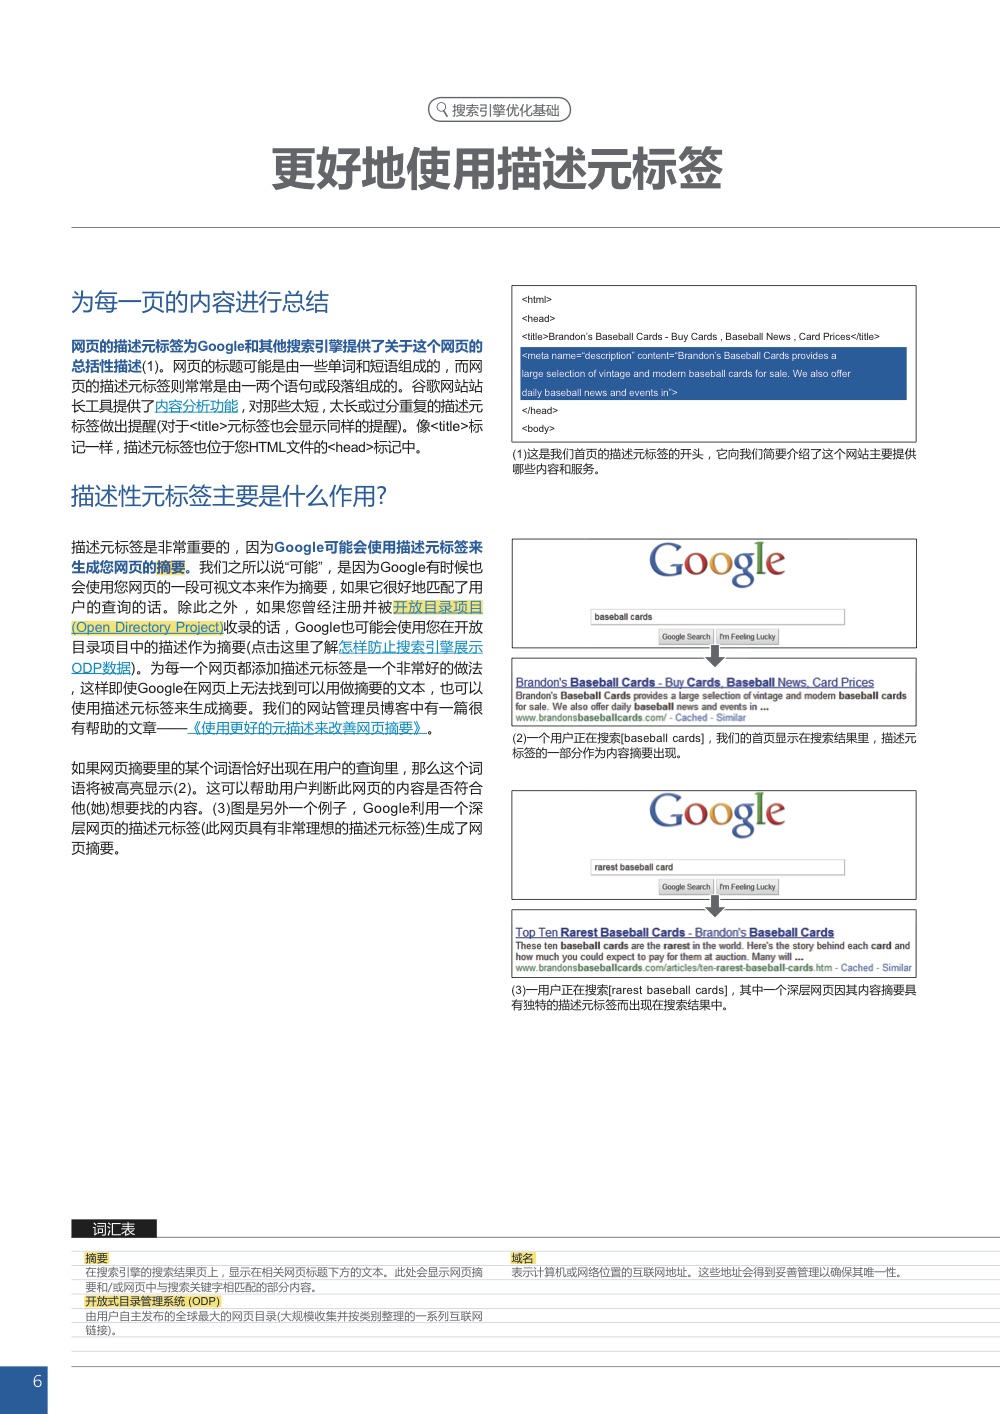 搜索引擎优化基础
更好地使用描述元标签
为每一页的内容进行总结
网页的描述元标签为Google和其他搜索引擎提供了关于这个网页的
总括性描述(1)。网页的标题可能是由一些单词和短语组成的，而网
页的描述元标签则常常是由一两个语句或段落组成的。谷歌网站站
长工具提供了内容分析功能，对那些太短，太长或过分重复的描述元
标签做出提醒(对于<title>元标签也会显示同样的提醒)。像<title>标
记一样，描述元标签也位于您HTML文件的<head>标记中。
描述性元标签主要是什么作用?
描述元标签是非常重要的，因为Google可能会使用描述元标签来
生成您网页的摘要。我们之所以说“可能”，是因为Google有时候也
会使用您网页的一段可视文本来作为摘要，如果它很好地匹配了用
户的查询的话。除此之外，如果您曾经注册并被开放目录项目
(Open Directory Project)收录的话，Google也可能会使用您在开放
目录项目中的描述作为摘要(点击这里了解怎样防止搜索引擎展示
ODP数据)。为每一个网页都添加描述元标签是一个非常好的做法
，这样即使Google在网页上无法找到可以用做摘要的文本，也可以
使用描述元标签来生成摘要。我们的网站管理员博客中有一篇很
有帮助的文章——《使用更好的元描述来改善网页摘要》。
如果网页摘要里的某个词语恰好出现在用户的查询里，那么这个词
语将被高亮显示(2)。这可以帮助用户判断此网页的内容是否符合
他(她)想要找的内容。(3)图是另外一个例子，Google利用一个深
层网页的描述元标签(此网页具有非常理想的描述元标签)生成了网
页摘要。
<html>
<head>
<title>Brandon's Baseball Cards - Buy Cards , Baseball News , Card Prices</title>
<meta name=“description” content=“Brandon’s Baseball Cards provides a
large selection of vintage and modern baseball cards for sale. We also offer
daily baseball news and events in”>
</head>
<body>
(1)这是我们首页的描述元标签的开头，它向我们简要介绍了这个网站主要提供
哪些内容和服务。
Google
baseball cards
Google Search I'm Feeling Lucky
Brandon's Baseball Cards - Buy Cards, Baseball News, Card Prices
Brandon's Baseball Cards provides a large selection of vintage and modern baseball cards
for sale. We also offer daily baseball news and events in ...
www.brandonsbaseballcards.com/ - Cached - Similar
(2)一个用户正在搜索[baseball cards]，我们的首页显示在搜索结果里，描述元
标签的一部分作为内容摘要出现。
Google
rarest baseball card
Google Search I'm Feeling Lucky
Top Ten Rarest Baseball Cards - Brandon's Baseball Cards
These ten baseball cards are the rarest in the world. Here's the story behind each card and
how much you could expect to pay for them at auction. Many will ...
www.brandonsbaseballcards.com/articles/ten-rarest-baseball-cards.htm - Cached - Similar
(3)一用户正在搜索[rarest baseball cards]，其中一个深层网页因其内容摘要具
有独特的描述元标签而出现在搜索结果中。
词汇表
摘要
在搜索引擎的搜索结果页上，显示在相关网页标题下方的文本。此处会显示网页摘
要和/或网页中与搜索关键字相匹配的部分内容。
开放式目录管理系统 (ODP)
由用户自主发布的全球最大的网页目录(大规模收集并按类别整理的一系列互联网
链接)。
域名
表示计算机或网络位置的互联网地址。这些地址会得到妥善管理以确保其唯一性。
6